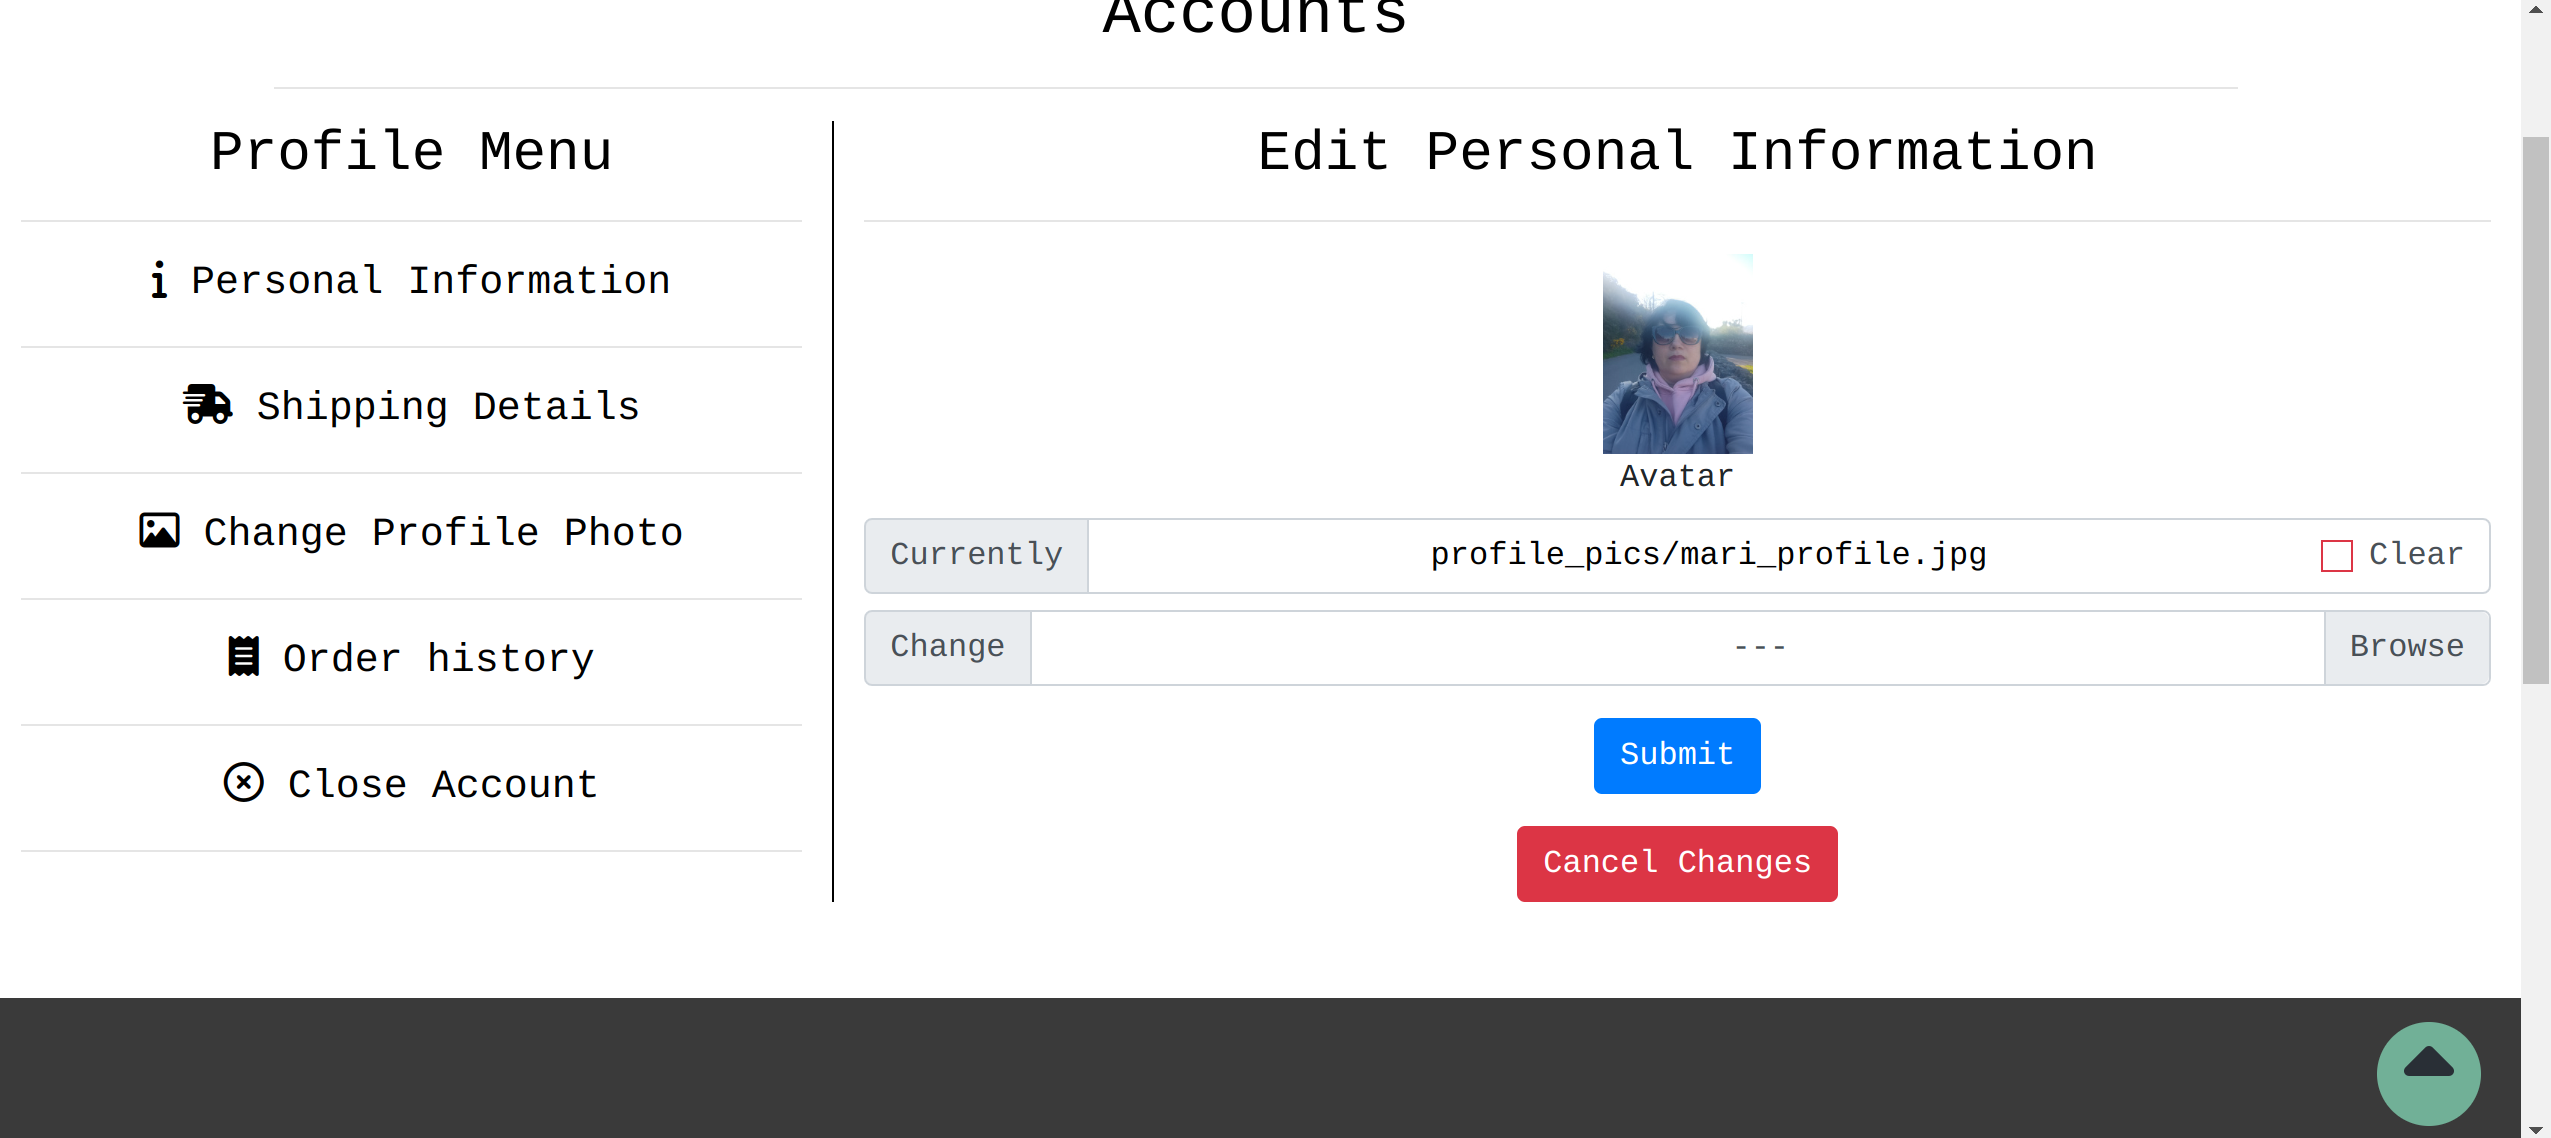 Accounts
Profile Menu
Personal Information
Shipping Details
Change Profile Photo
Order history
Close Account
Edit Personal Information
Avatar
Currently profile_pics/mari_profile.jpg Clear
Change --- Browse
Submit
Cancel Changes